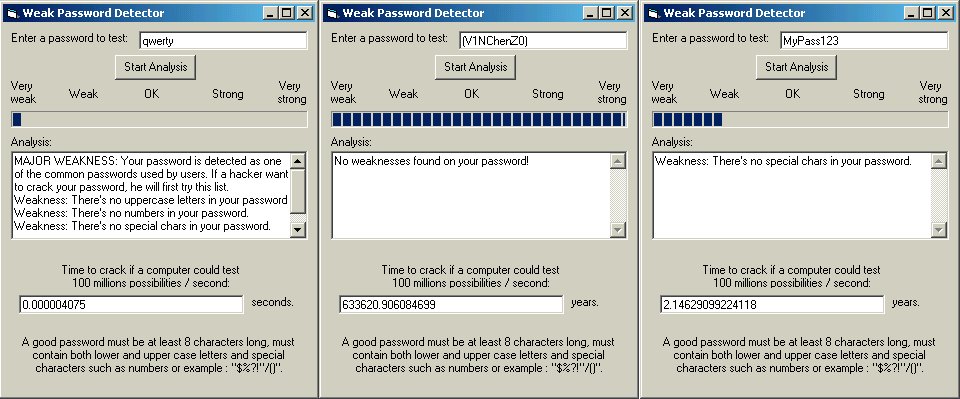 Weak Password Detector
Enter a password to test: qwerty
Start Analysis
Very weak Weak OK Strong Very strong
Analysis:
MAJOR WEAKNESS: Your password is detected as one
of the common passwords used by users. If a hacker want
to crack your password, he will first try this list.
Weakness: There's no uppercase letters in your password
Weakness: There's no numbers in your password.
Weakness: There's no special chars in your password.
Time to crack if a computer could test
100 millions possibilities / second:
0.000004075 seconds.
A good password must be at least 8 characters long, must
contain both lower and upper case letters and special
characters such as numbers or example : "$%?!"/()".
Weak Password Detector
Enter a password to test: (V1NChenZ0)
Start Analysis
Very weak Weak OK Strong Very strong
Analysis:
No weaknesses found on your password!
Time to crack if a computer could test
100 millions possibilities / second:
633620.906084699 years.
A good password must be at least 8 characters long, must
contain both lower and upper case letters and special
characters such as numbers or example : "$%?!"/()".
Weak Password Detector
Enter a password to test: MyPass123
Start Analysis
Very weak Weak OK Strong Very strong
Analysis:
Weakness: There's no special chars in your password.
Time to crack if a computer could test
100 millions possibilities / second:
2.14629099224118 years.
A good password must be at least 8 characters long, must
contain both lower and upper case letters and special
characters such as numbers or example : "$%?!"/()".